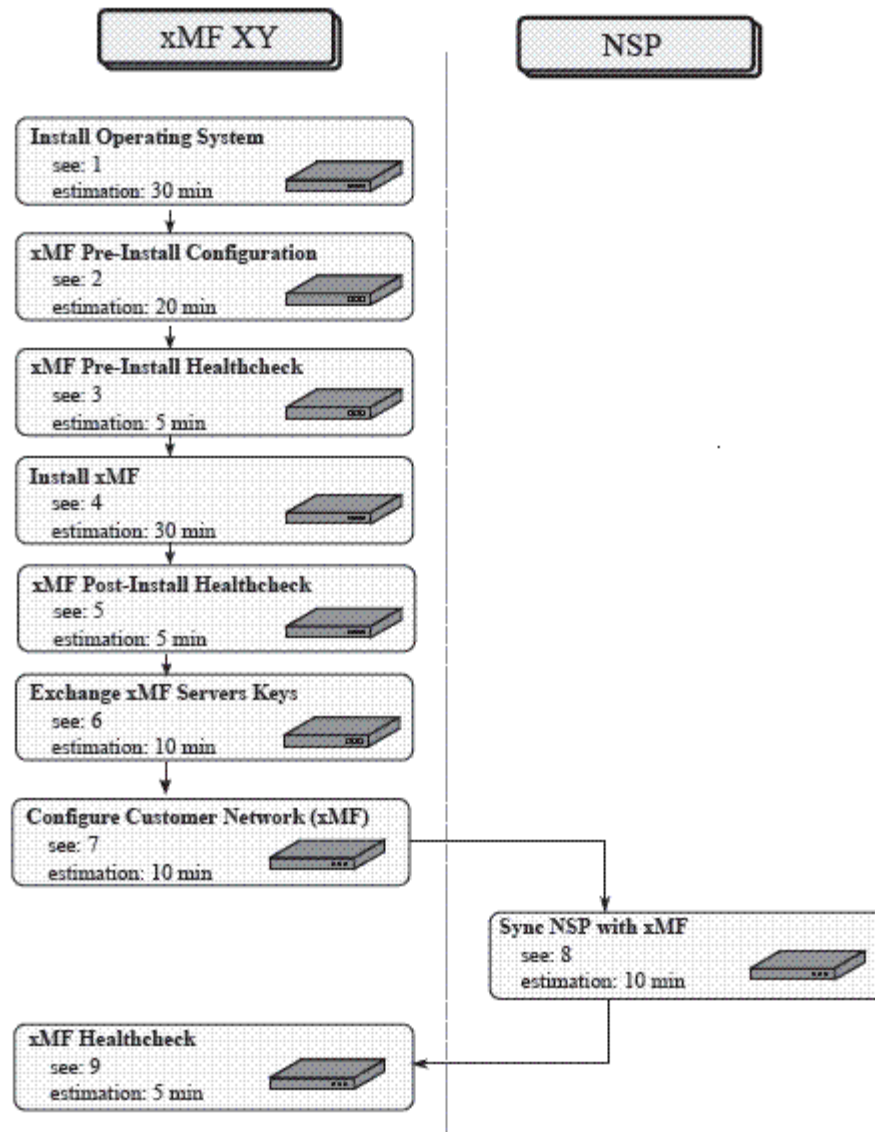 xMF XY
NSP
Install Operating System
see: 1
estimation: 30 min
xMF Pre-Install Configuration
see: 2
estimation: 20 min
xMF Pre-Install Healthcheck
see: 3
estimation: 5 min
Install xMF
see: 4
estimation: 30 min
xMF Post-Install Healthcheck
see: 5
estimation: 5 min
Exchange xMF Servers Keys
see: 6
estimation: 10 min
Configure Customer Network (xMF)
see: 7
estimation: 10 min
Sync NSP with xMF
see: 8
estimation: 10 min
xMF Healthcheck
see: 9
estimation: 5 min